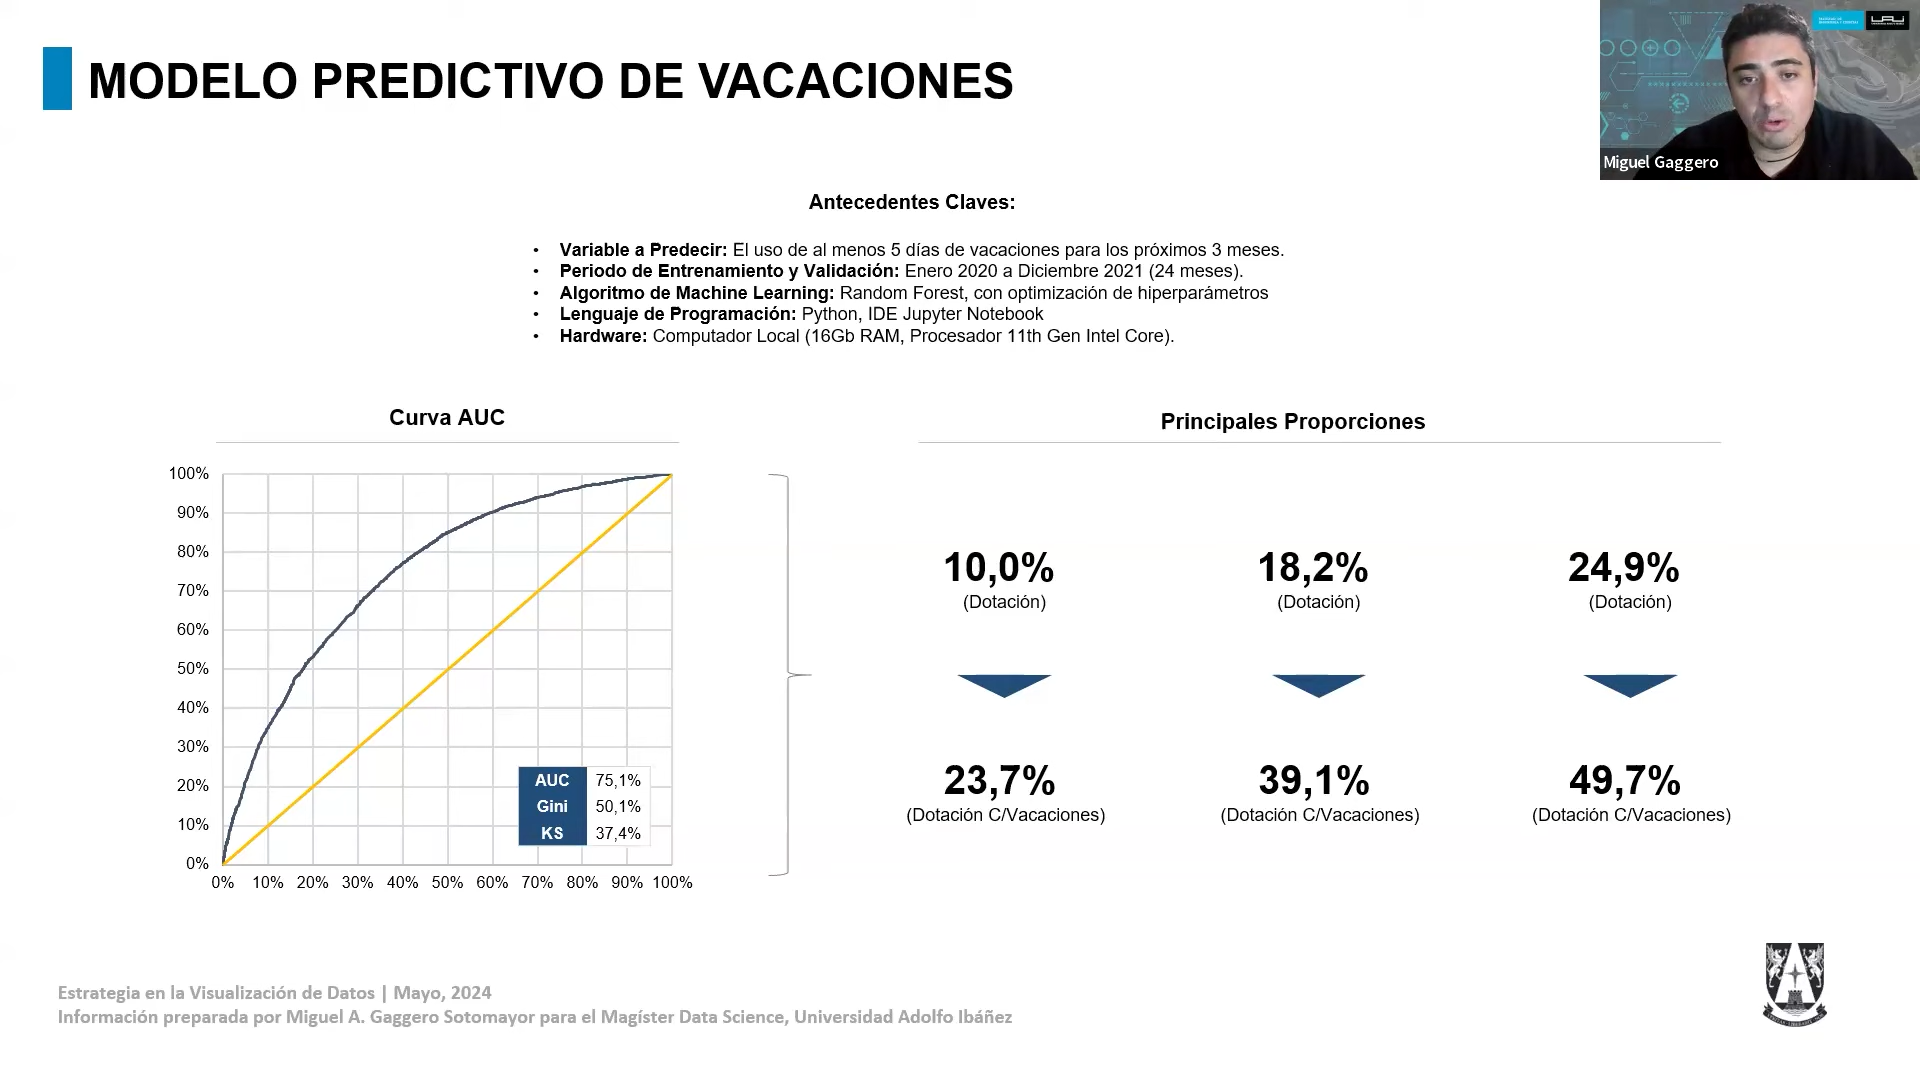 MODELO PREDICTIVO DE VACACIONES
Miguel Gaggero
Antecedentes Claves:
• Variable a Predecir: El uso de al menos 5 días de vacaciones para los próximos 3 meses.
• Periodo de Entrenamiento y Validación: Enero 2020 a Diciembre 2021 (24 meses).
• Algoritmo de Machine Learning: Random Forest, con optimización de hiperparámetros
• Lenguaje de Programación: Python, IDE Jupyter Notebook
• Hardware: Computador Local (16Gb RAM, Procesador 11th Gen Intel Core).
Curva AUC
100%
90%
80%
70%
60%
50%
40%
30%
20%
10%
0%
0% 10% 20% 30% 40% 50% 60% 70% 80% 90% 100%
AUC 75,1%
Gini 50,1%
KS 37,4%
Principales Proporciones
10,0% 18,2% 24,9%
(Dotación) (Dotación) (Dotación)
23,7% 39,1% 49,7%
(Dotación C/Vacaciones) (Dotación C/Vacaciones) (Dotación C/Vacaciones)
Estrategia en la Visualización de Datos | Mayo, 2024
Información preparada por Miguel A. Gaggero Sotomayor para el Magíster Data Science, Universidad Adolfo Ibáñez